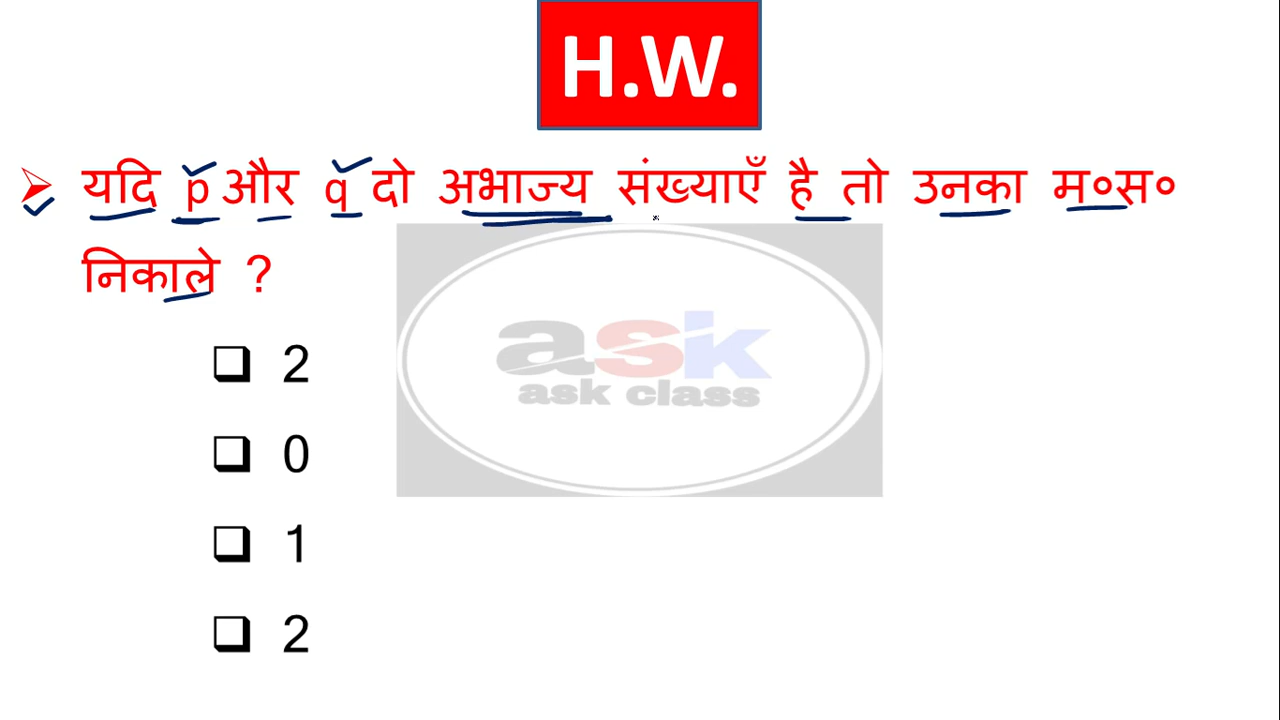 H.W.
यदि p और q दो अभाज्य संख्याएँ है तो उनका म०स०
निकाले ?
ask
ask class
2
0
1
2